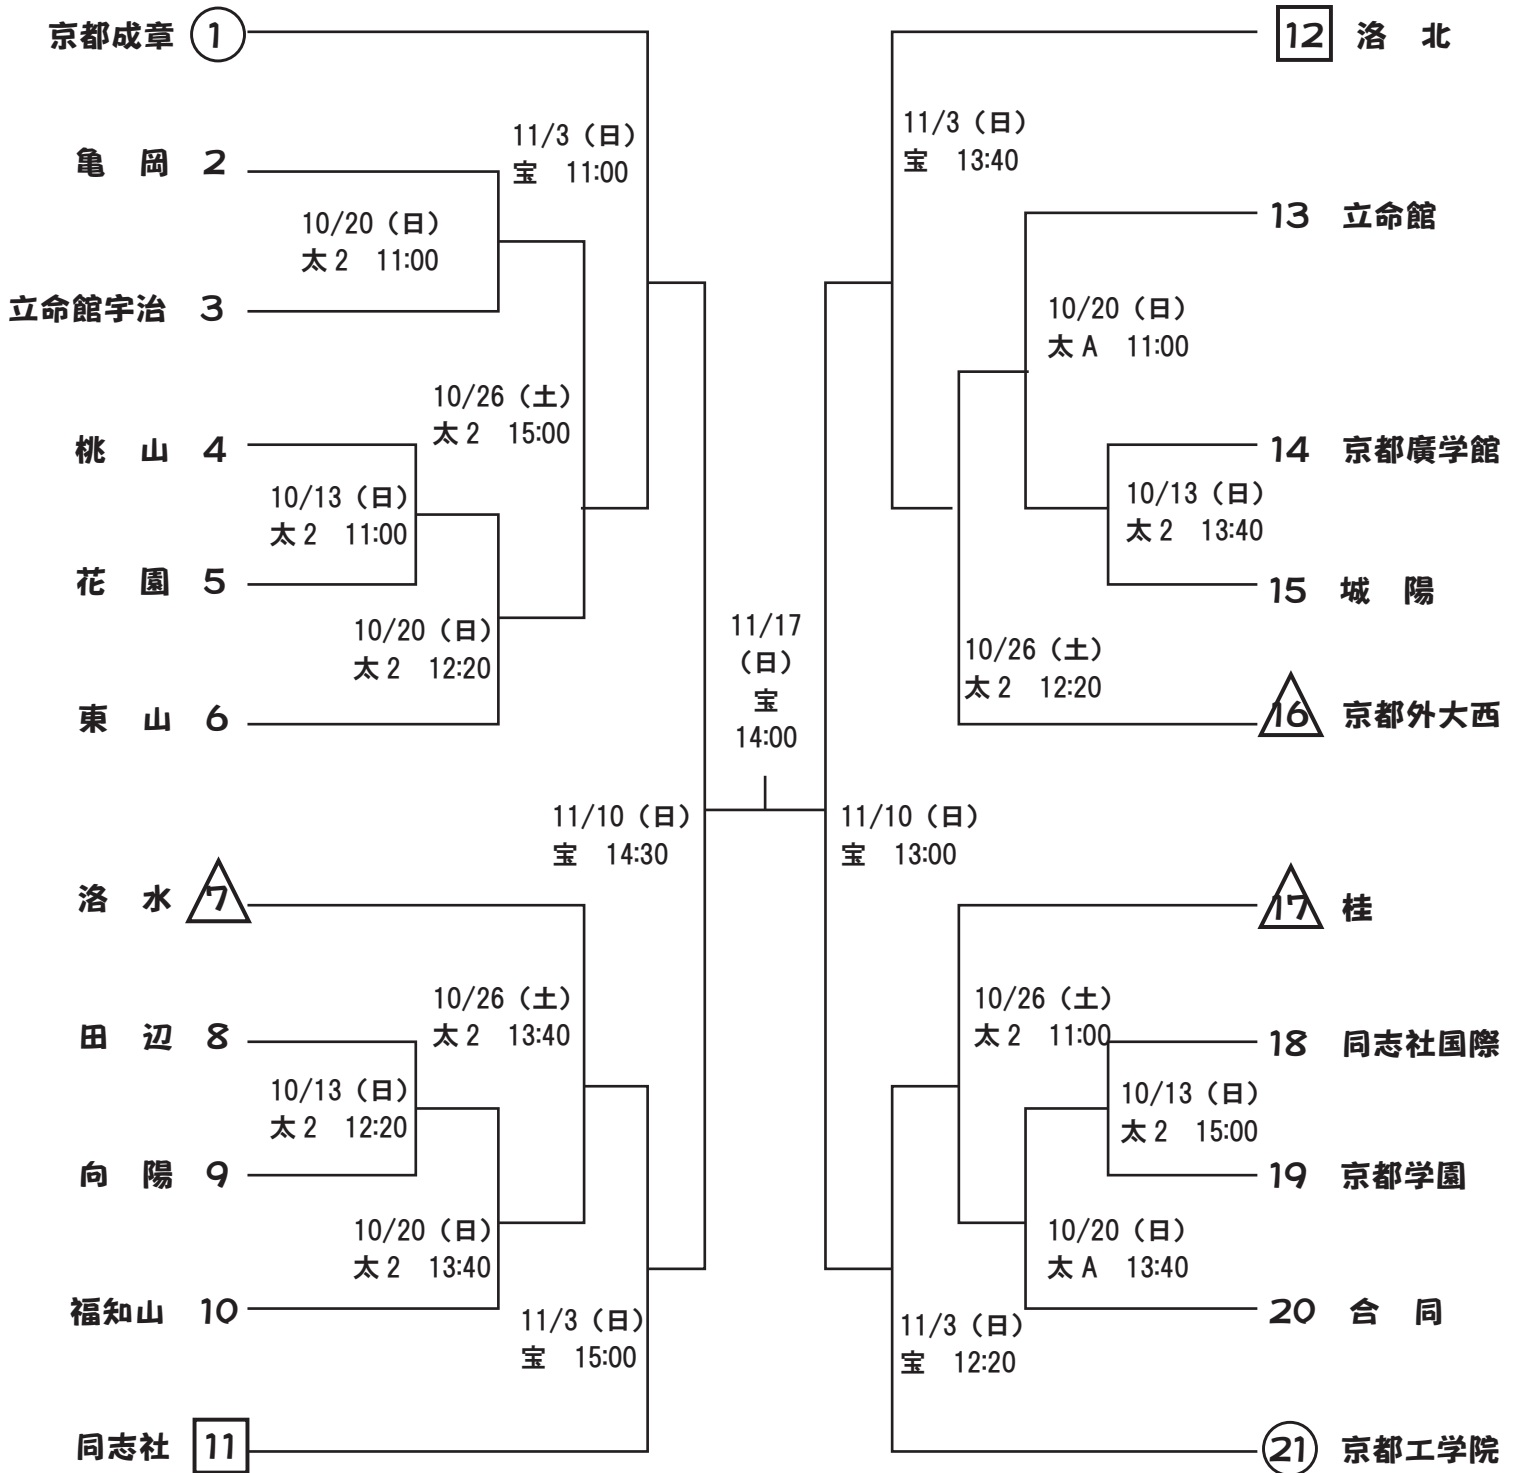 京都成章 1
11/3（日）
宝 11:00
亀 岡 2
10/20（日）
太 2 11:00
立命館宇治 3
10/26（土）
太 2 15:00
桃 山 4
10/13（日）
太 2 11:00
花 園 5
10/20（日）
太 2 12:20
東 山 6
洛 水 7
10/26（土）
太 2 13:40
田 辺 8
10/13（日）
太 2 12:20
向 陽 9
10/20（日）
太 2 13:40
福知山 10
11/3（日）
宝 15:00
同志社 11
11/10（日）
宝 14:30
11/17
（日）
宝
14:00
11/10（日）
宝 13:00
12 洛 北
11/3（日）
宝 13:40
13 立命館
10/20（日）
太 A 11:00
14 京都廣学館
10/13（日）
太 2 13:40
15 城 陽
10/26（土）
太 2 12:20
16 京都外大西
17 桂
10/26（土）
太 2 11:00
18 同志社国際
10/13（日）
太 2 15:00
19 京都学園
10/20（日）
太 A 13:40
20 合 同
11/3（日）
宝 12:20
21 京都工学院